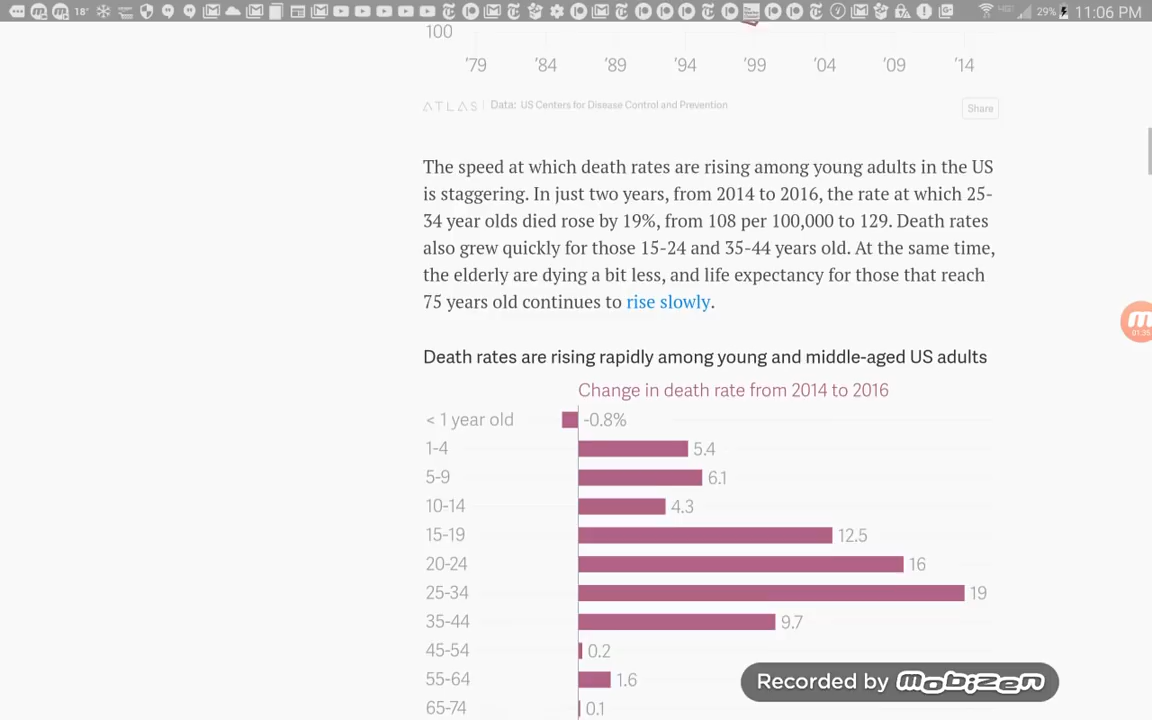 18° 29% 11:06 PM
100
'79 '84 '89 '94 '99 '04 '09 '14
ATLAS | Data: US Centers for Disease Control and Prevention Share
The speed at which death rates are rising among young adults in the US
is staggering. In just two years, from 2014 to 2016, the rate at which 25-
34 year olds died rose by 19%, from 108 per 100,000 to 129. Death rates
also grew quickly for those 15-24 and 35-44 years old. At the same time,
the elderly are dying a bit less, and life expectancy for those that reach
75 years old continues to rise slowly.
Death rates are rising rapidly among young and middle-aged US adults
Change in death rate from 2014 to 2016
< 1 year old -0.8%
1-4 5.4
5-9 6.1
10-14 4.3
15-19 12.5
20-24 16
25-34 19
35-44 9.7
45-54 0.2
55-64 1.6
65-74 0.1
m
01:35
Recorded by mobizen